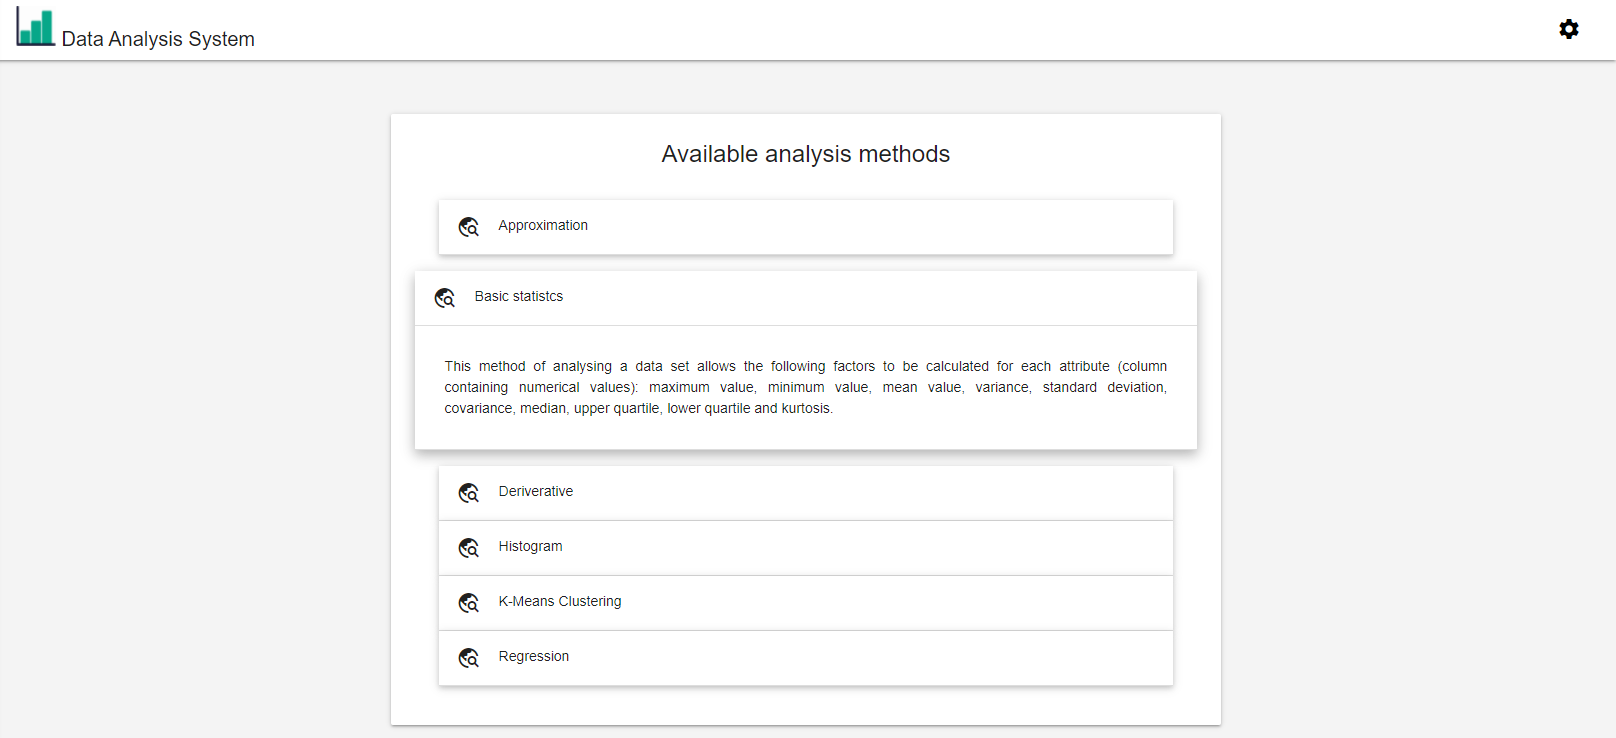 Data Analysis System
Available analysis methods
Approximation
Basic statistcs
This method of analysing a data set allows the following factors to be calculated for each attribute (column
containing numerical values): maximum value, minimum value, mean value, variance, standard deviation,
covariance, median, upper quartile, lower quartile and kurtosis.
Deriverative
Histogram
K-Means Clustering
Regression